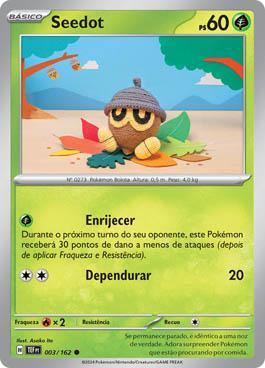 BÁSICO
Seedot
PS60
Nº 0273 Pokémon Bolota Altura: 0,5 m Peso: 4,0 kg
Enrijecer
Durante o próximo turno do seu oponente, este Pokémon
receberá 30 pontos de dano a menos de ataques (depois
de aplicar Fraqueza e Resistência).
Dependurar 20
Fraqueza x 2 Resistência Recuo
Ilust. Asako Ito
H TEF PT 003/162
Se permanece parado, é idêntico a uma noz
de verdade. Adora surpreender Pokémon que
acabou procurando por comida.
©2024 Pokémon/Nintendo/Creatures/GAME FREAK